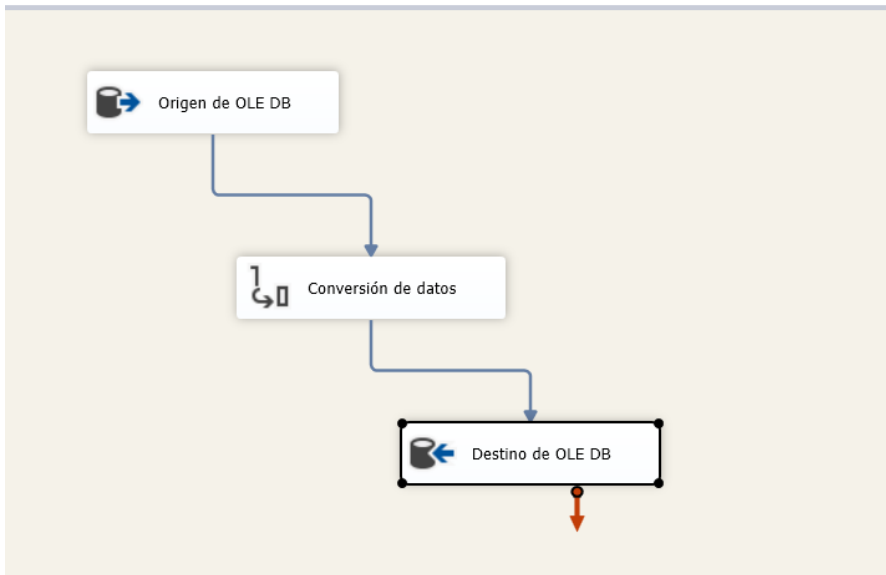 Origen de OLE DB
Conversión de datos
Destino de OLE DB